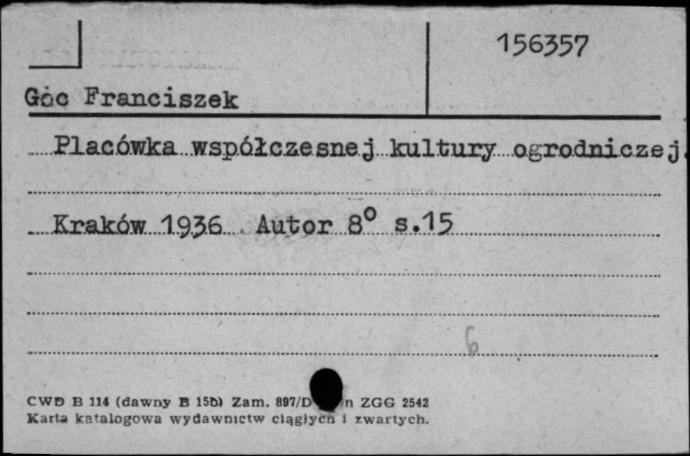 156357
Góc Franciszek
Placówka współczesnej kultury ogrodniczej.
Kraków 1936 Autor 8° s.15
6
CWD B 114 (dawny B 15b) Zam. 897/D n ZGG 2542
Karta katalogowa wydawnictw ciągłych i zwartych.